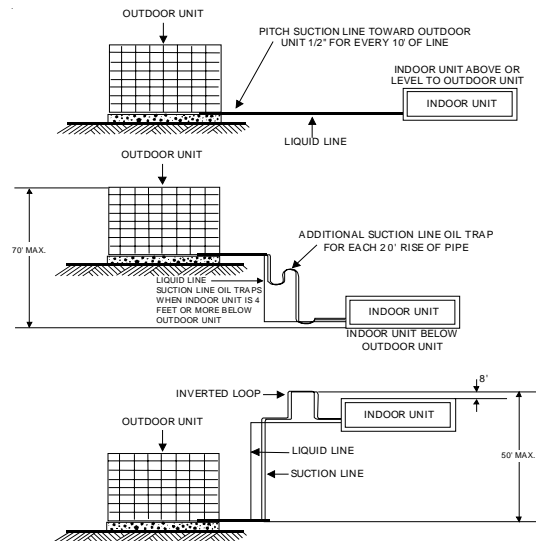 OUTDOOR UNIT
PITCH SUCTION LINE TOWARD OUTDOOR
UNIT 1/2" FOR EVERY 10' OF LINE
INDOOR UNIT ABOVE OR
LEVEL TO OUTDOOR UNIT
INDOOR UNIT
LIQUID LINE
OUTDOOR UNIT
70' MAX.
ADDITIONAL SUCTION LINE OIL TRAP
FOR EACH 20' RISE OF PIPE
LIQUID LINE
SUCTION LINE OIL TRAPS
WHEN INDOOR UNIT IS 4
FEET OR MORE BELOW
OUTDOOR UNIT
INDOOR UNIT
INDOOR UNIT BELOW
OUTDOOR UNIT
8'
INVERTED LOOP
INDOOR UNIT
OUTDOOR UNIT
50' MAX.
LIQUID LINE
SUCTION LINE